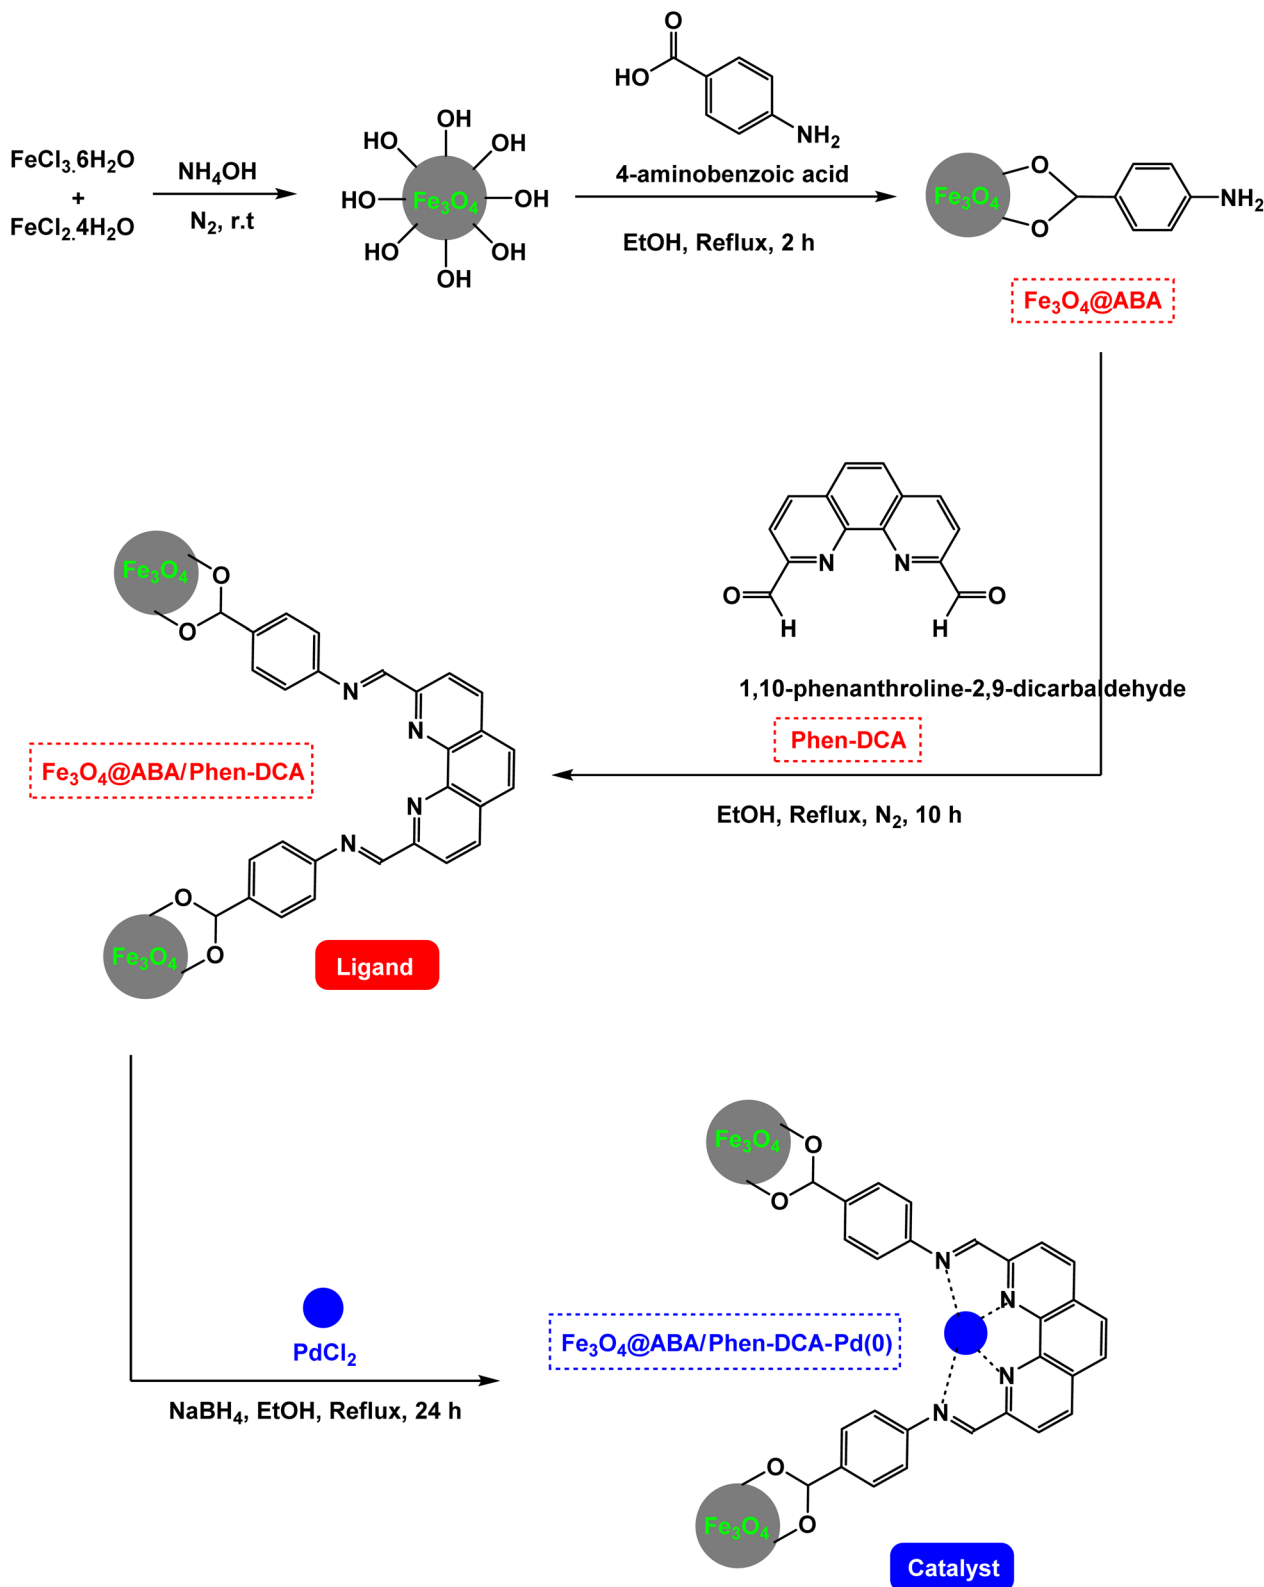 O
HO
NH2
4-aminobenzoic acid
EtOH, Reflux, 2 h
FeCl3.6H2O
+
FeCl2.4H2O
NH4OH
N2, r.t
OH
HO
OH
HO
Fe3O4
OH
HO
OH
OH
Fe3O4
O
O
NH2
Fe3O4@ABA
N
N
O
O
H
H
1,10-phenanthroline-2,9-dicarbaldehyde
Phen-DCA
EtOH, Reflux, N2, 10 h
Fe3O4
O
O
N
N
Fe3O4@ABA/Phen-DCA
N
N
O
Fe3O4
O
Ligand
PdCl2
NaBH4, EtOH, Reflux, 24 h
Fe3O4
O
O
N
N
Fe3O4@ABA/Phen-DCA-Pd(0)
N
N
O
Fe3O4
O
Catalyst